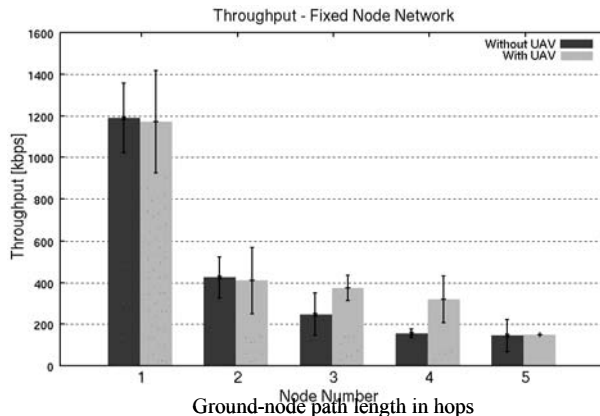 Throughput - Fixed Node Network
Without UAV
With UAV
Throughput [kbps]
1600
1400
1200
1000
800
600
400
200
0
1 2 3 4 5
Node Number
Ground-node path length in hops